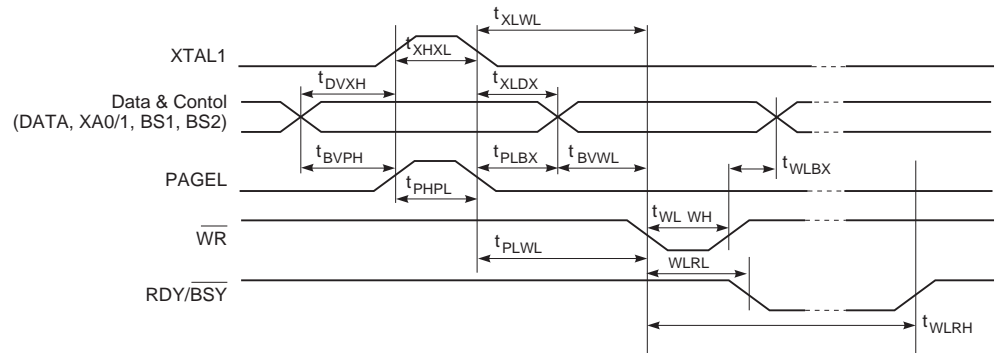 tXLWL
XTAL1
tXHXL
tDVXH
tXLDX
Data & Contol
(DATA, XA0/1, BS1, BS2)
tBVPH
tPLBX
tBVWL
tWLBX
PAGEL
tPHPL
WR
tWL WH
tPLWL
WLRL
RDY/BSY
tWLRH